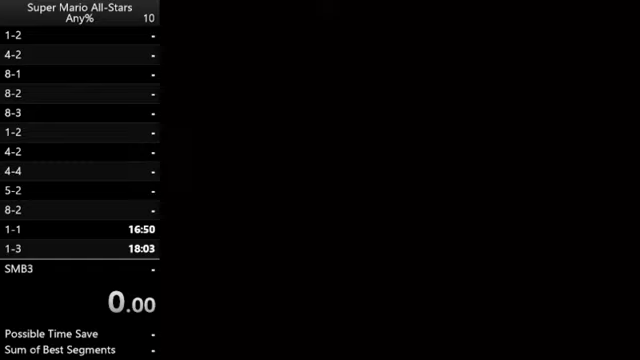 Super Mario All-Stars
Any% 10
1-2 -
4-2 -
8-1 -
8-2 -
8-3 -
1-2 -
4-2 -
4-4 -
5-2 -
8-2 -
1-1 16:50
1-3 18:03
SMB3 -
0.00
Possible Time Save -
Sum of Best Segments -